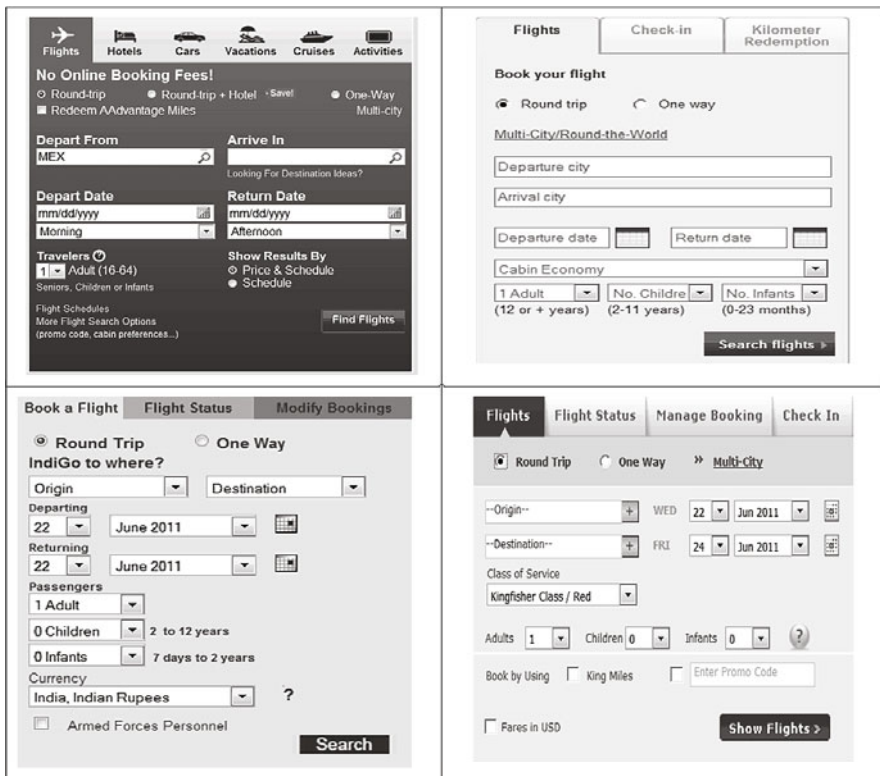 Flights Hotels Cars Vacations Cruises Activities
No Online Booking Fees!
Round-trip Round-trip + Hotel - Save! One-Way
Redeem AAdvantage Miles Multi-city
Depart From Arrive In
MEX
Looking For Destination Ideas?
Depart Date Return Date
mm/dd/yyyy mm/dd/yyyy
Morning Afternoon
Travelers ? Show Results By
1 Adult (16-64) Price & Schedule
Seniors, Children or Infants Schedule
Flight Schedules
More Flight Search Options Find Flights
(promo code, cabin preferences...)
Flights Check-in Kilometer
Redemption
Book your flight
Round trip One way
Multi-City/Round-the-World
Departure city
Arrival city
Departure date Return date
Cabin Economy
1 Adult No. Childre No. Infants
(12 or + years) (2-11 years) (0-23 months)
Search flights
Book a Flight Flight Status Modify Bookings
Round Trip One Way
IndiGo to where?
Origin Destination
Departing
22 June 2011
Returning
22 June 2011
Passengers
1 Adult
0 Children 2 to 12 years
0 Infants 7 days to 2 years
Currency
India, Indian Rupees ?
Armed Forces Personnel
Search
Flights Flight Status Manage Booking Check In
Round Trip One Way » Multi-City
--Origin-- + WED 22 Jun 2011
--Destination-- + FRI 24 Jun 2011
Class of Service
Kingfisher Class / Red
Adults 1 Children 0 Infants 0 ?
Book by Using King Miles Enter Promo Code
Fares in USD Show Flights >